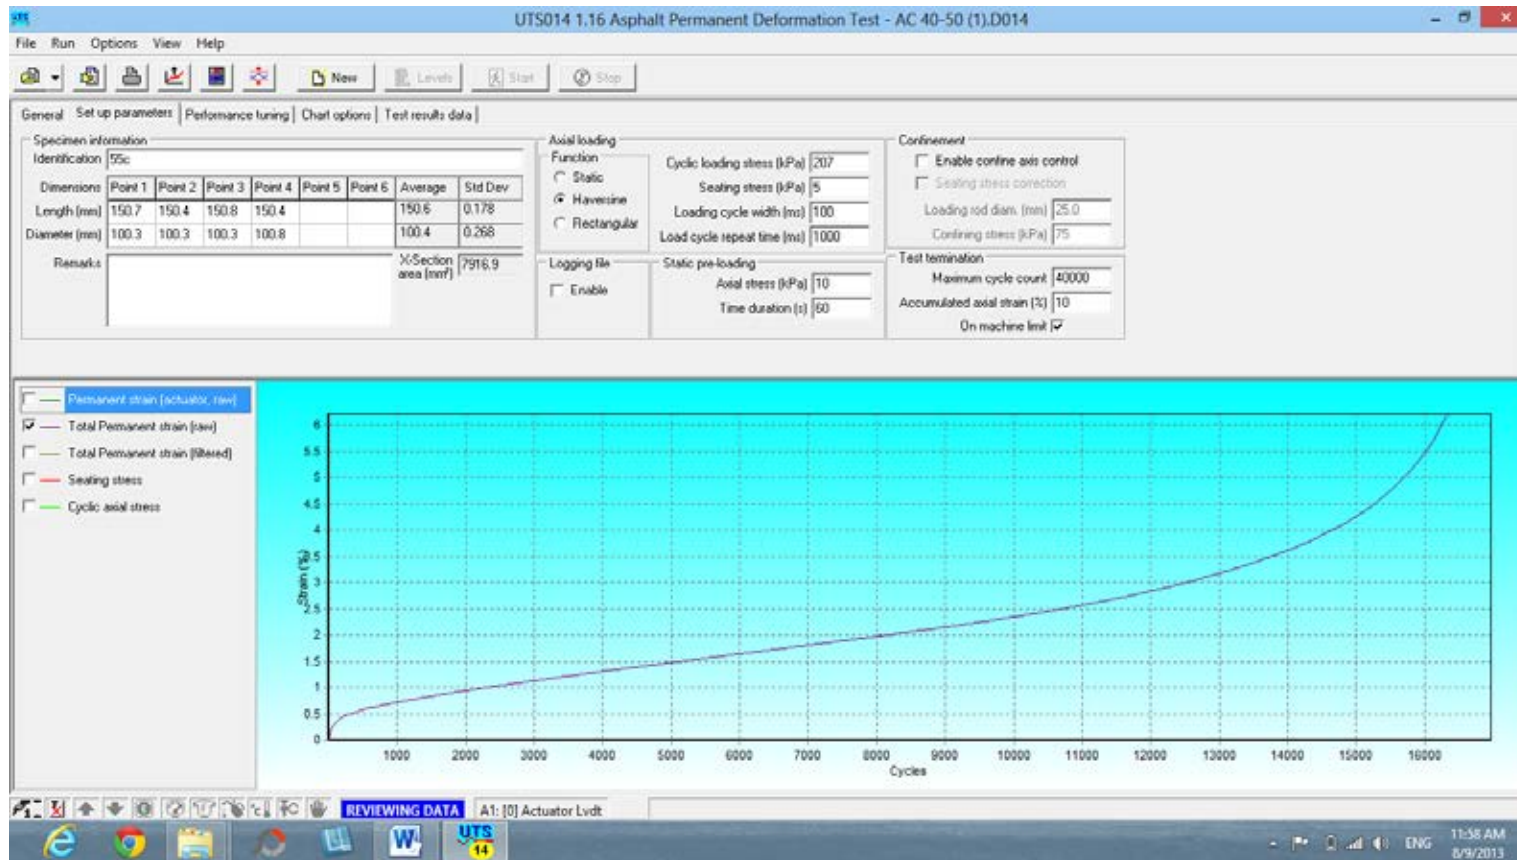 UTS
UTS014 1.16 Asphalt Permanent Deformation Test - AC 40-50 (1).D014
File Run Options View Help
New Levels Start Stop
General Set up parameters Performance tuning Chart options Test results data
Specimen information
Identification 55c
Dimensions Point 1 Point 2 Point 3 Point 4 Point 5 Point 6 Average Std Dev
Length (mm) 150.7 150.4 150.8 150.4 150.6 0.178
Diameter (mm) 100.3 100.3 100.3 100.8 100.4 0.268
Remarks
X-Section area (mm²) 7916.9
Axial loading
Function
Static
Haversine
Rectangular
Cyclic loading stress (kPa) 207
Seating stress (kPa) 5
Loading cycle width (ms) 100
Load cycle repeat time (ms) 1000
Logging file
Enable
Static pre-loading
Axial stress (kPa) 10
Time duration (s) 60
Confinement
Enable confine axis control
Seating stress correction
Loading rod diam. (mm) 25.0
Confining stress (kPa) 75
Test termination
Maximum cycle count 40000
Accumulated axial strain (%) 10
On machine limit
Permanent strain (actuator, raw)
Total Permanent strain (raw)
Total Permanent strain (filtered)
Seating stress
Cyclic axial stress
Strain (%)
6
5.5
5
4.5
4
3.5
3
2.5
2
1.5
1
0.5
0
1000 2000 3000 4000 5000 6000 7000 8000 9000 10000 11000 12000 13000 14000 15000 16000
Cycles
REVIEWING DATA A1: [0] Actuator Lvdt
UTS
14
ENG
11:58 AM
8/9/2013